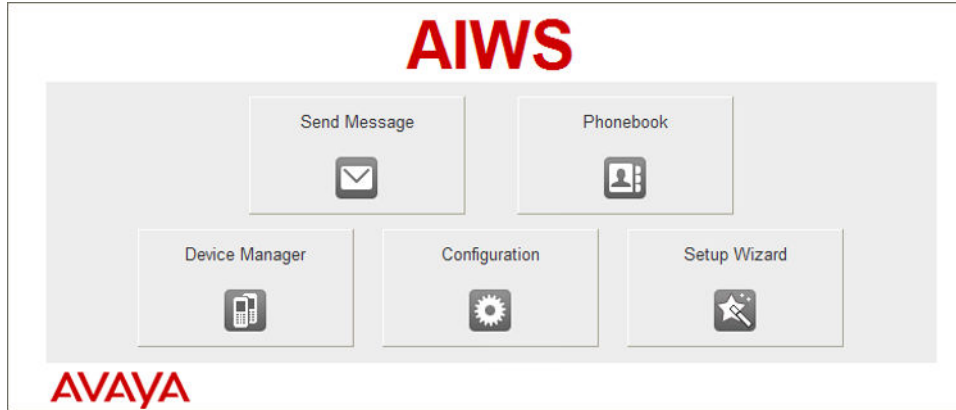 AIWS
Send Message
Phonebook
Device Manager
Configuration
Setup Wizard
AVAYA